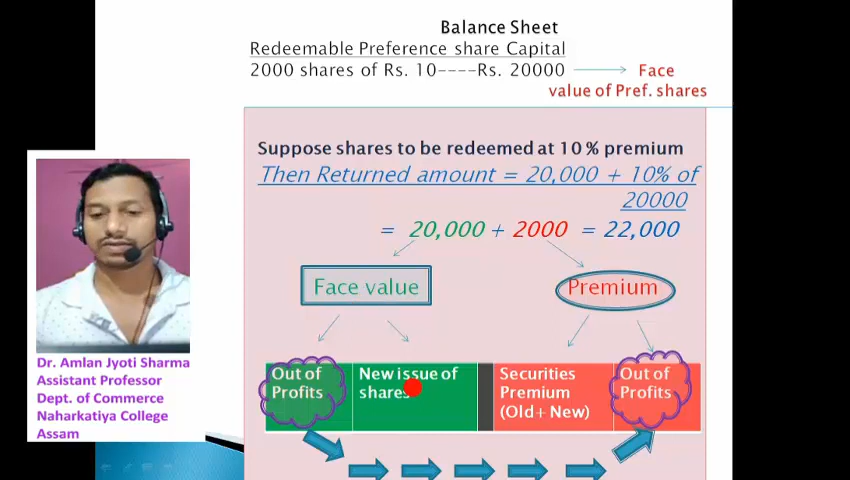 Balance Sheet
Redeemable Preference share Capital
2000 shares of Rs. 10----Rs. 20000
Face
value of Pref. shares
Suppose shares to be redeemed at 10 % premium
Then Returned amount = 20,000 + 10% of
20000
= 20,000 + 2000 = 22,000
Face value
Premium
Out of
Profits
New issue of
shares
Securities
Premium
(Old+ New)
Out of
Profits
Dr. Amlan Jyoti Sharma
Assistant Professor
Dept. of Commerce
Naharkatiya College
Assam